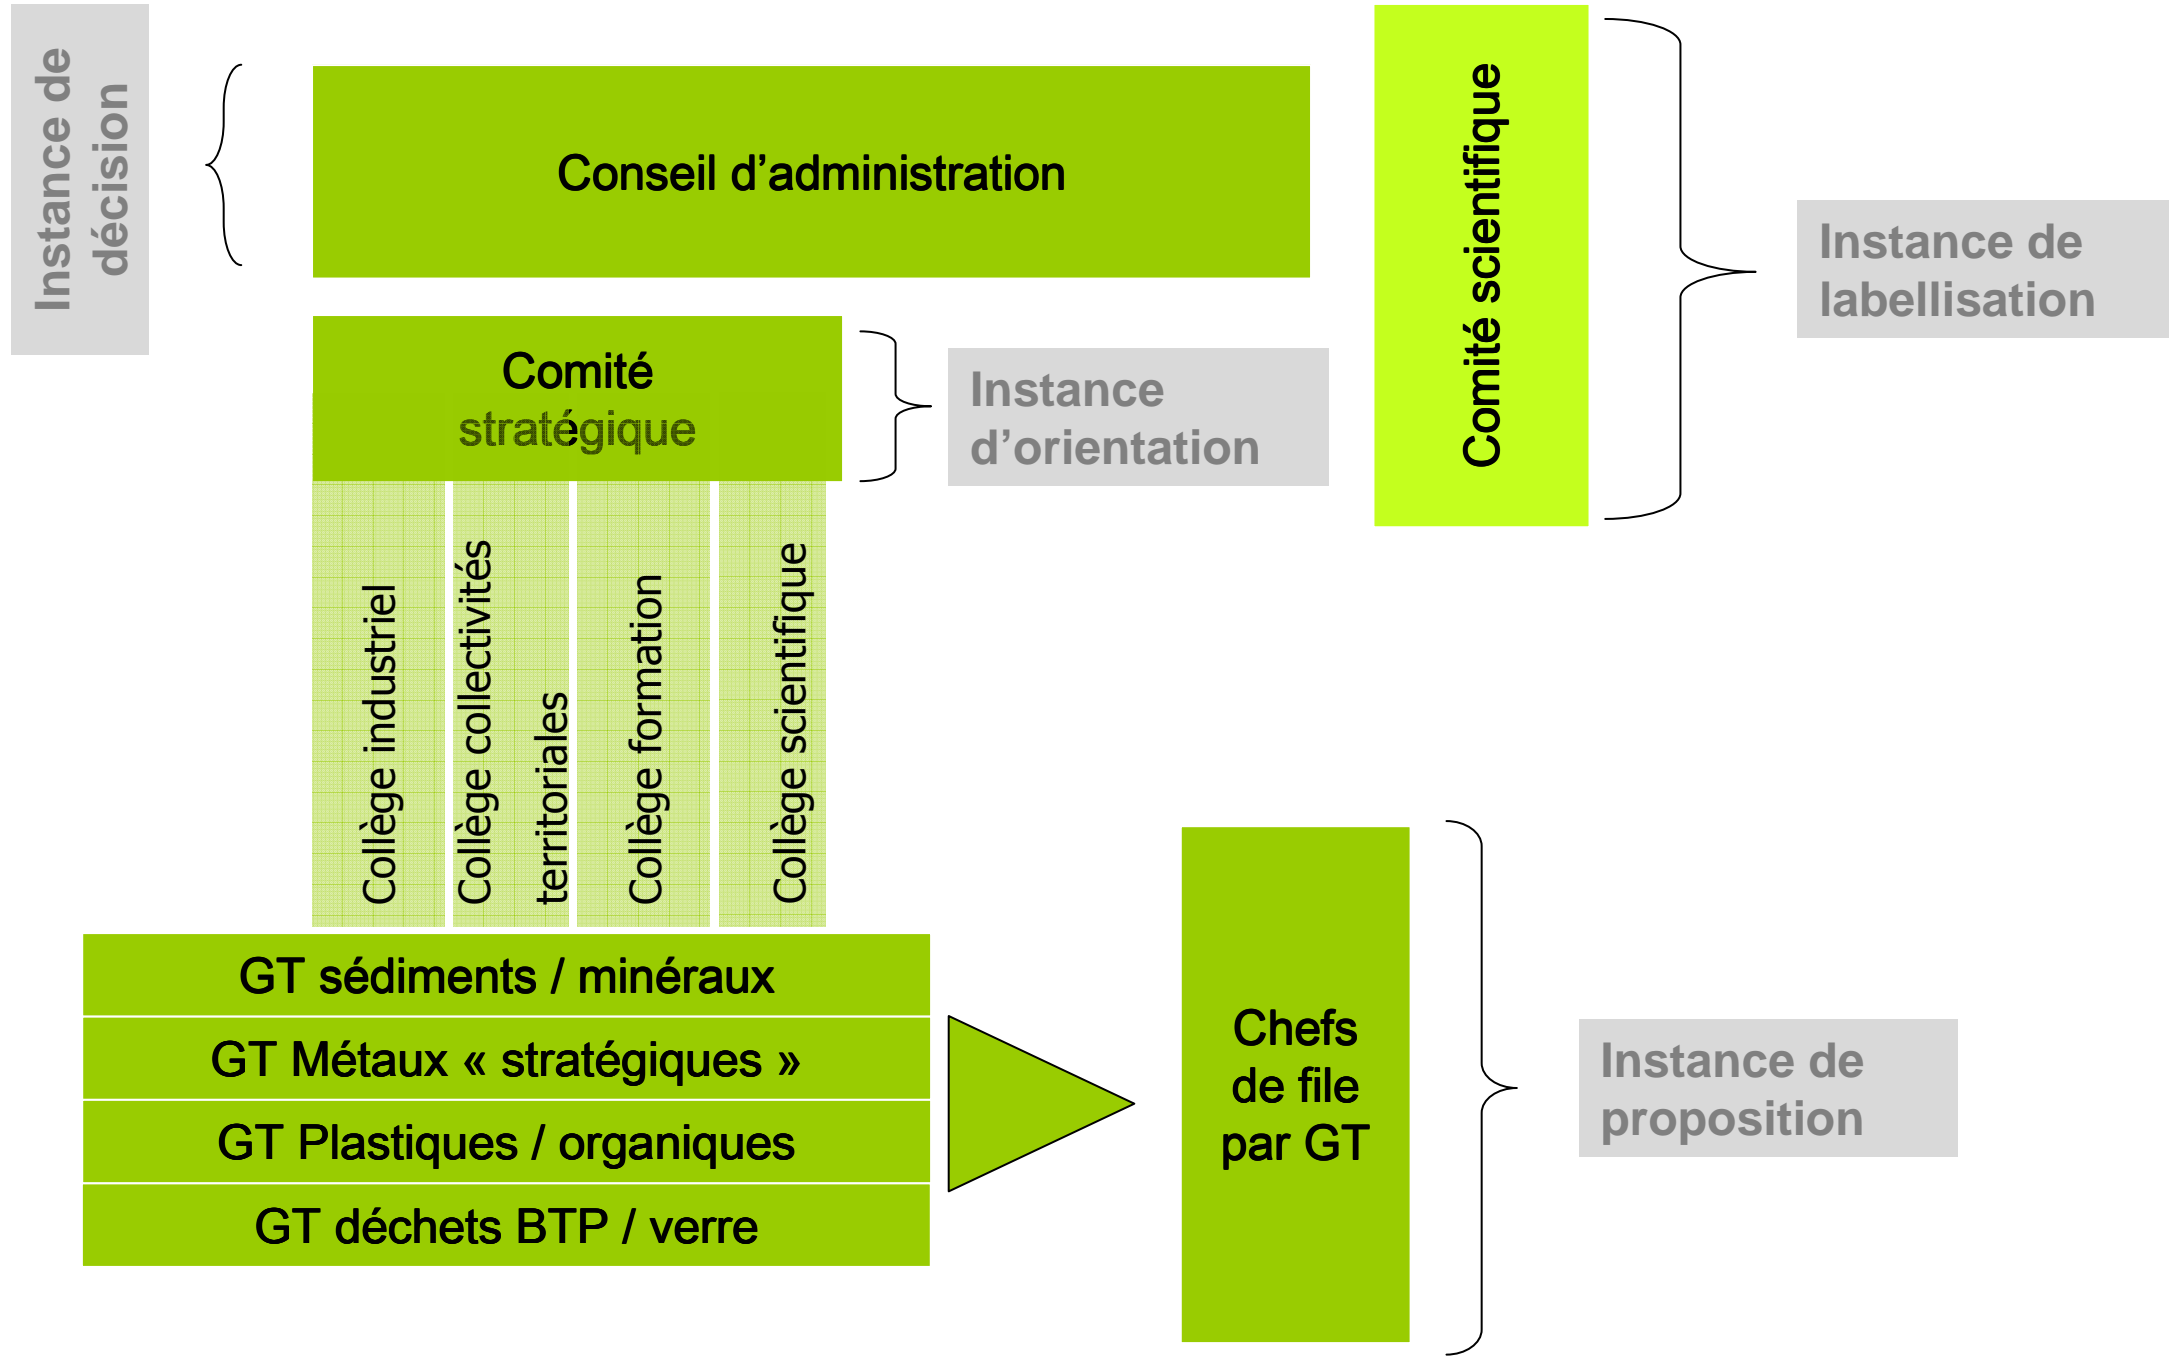 Instance de
décision
Conseil d’administration
Comité scientifique
Instance de
labellisation
Comité
stratégique
Instance
d’orientation
Collège industriel
Collège collectivités
territoriales
Collège formation
Collège scientifique
GT sédiments / minéraux
GT Métaux « stratégiques »
GT Plastiques / organiques
GT déchets BTP / verre
Chefs
de file
par GT
Instance de
proposition